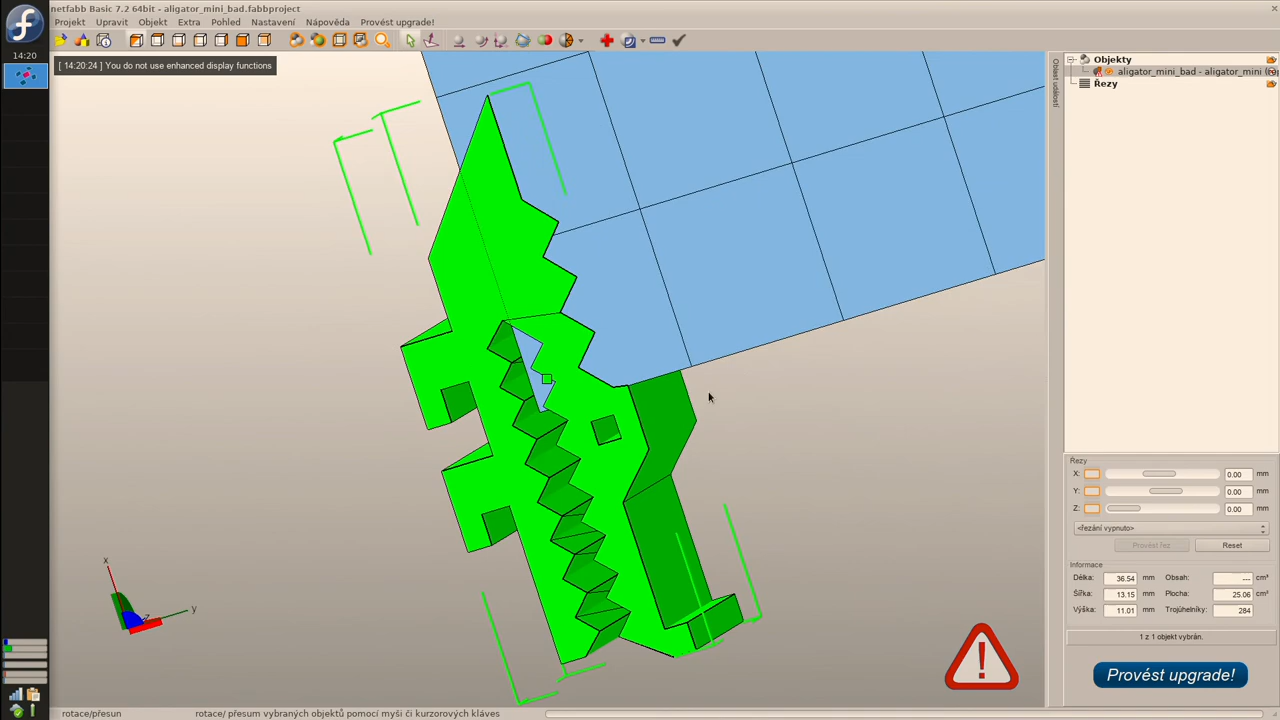 netfabb Basic 7.2 64bit - aligator_mini_bad.fabbproject
Projekt Upravit Objekt Extra Nastavení Pohled Nápověda Provést upgrade!
14:20
[ 14:20:24 ] You do not use enhanced display functions
Oblast událostí
Objekty
aligator_mini_bad - aligator_mini
Řezy
x
y
z
Řezy
X: 0.00 mm
Y: 0.00 mm
Z: 0.00 mm
<řezání vypnuto>
Provést řez Reset
Informace
Délka: 36.54 mm Obsah: --- cm³
Šířka: 13.15 mm Plocha: 25.06 cm²
Výška: 11.01 mm Trojúhelníky: 284
1 z 1 objekt vybrán.
Provést upgrade!
rotace/přesun rotace/ přesum vybraných objektů pomocí myši či kurzorových kláves